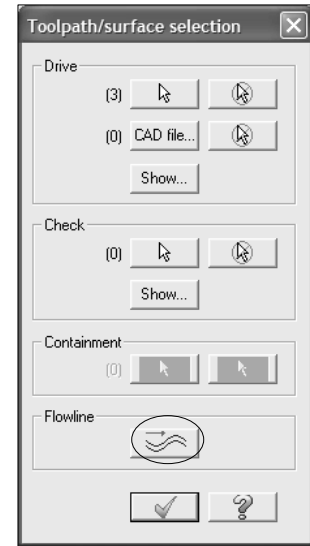 Toolpath/surface selection
Drive
(3)
(0) CAD file...
Show...
Check
(0)
Show...
Containment
(0)
Flowline